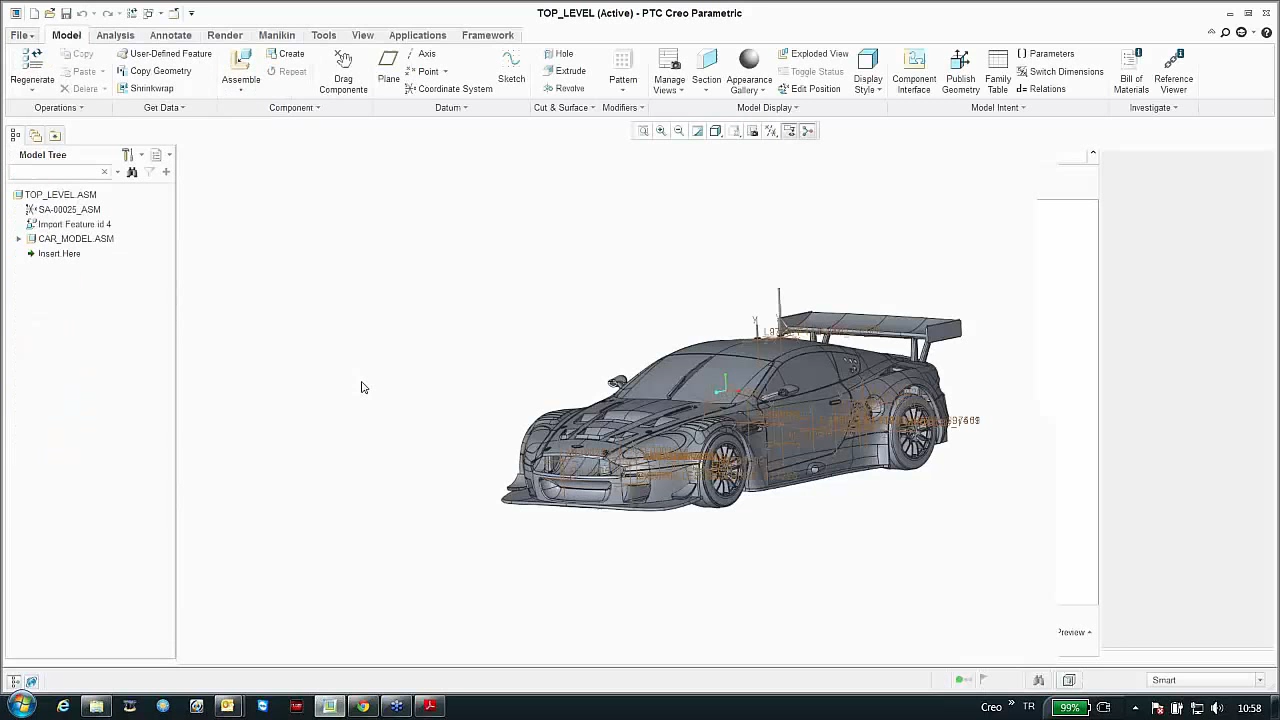 TOP_LEVEL (Active) - PTC Creo Parametric
File Model Analysis Annotate Render Manikin Tools View Applications Framework
Regenerate
Copy
Paste
Delete
User-Defined Feature
Copy Geometry
Shrinkwrap
Assemble
Create
Repeat
Drag
Components
Plane
Axis
Point
Coordinate System
Sketch
Hole
Extrude
Revolve
Pattern
Manage
Views
Section
Appearance
Gallery
Exploded View
Toggle Status
Edit Position
Display
Style
Component
Interface
Publish
Geometry
Family
Table
Parameters
Switch Dimensions
d= Relations
Bill of
Materials
Reference
Viewer
Operations Get Data Component Datum Cut & Surface Modifiers Model Display Model Intent Investigate
Model Tree
TOP_LEVEL.ASM
SA-00025_ASM
Import Feature id 4
CAR_MODEL.ASM
Insert Here
Preview
Smart
Creo
TR
99%
10:58